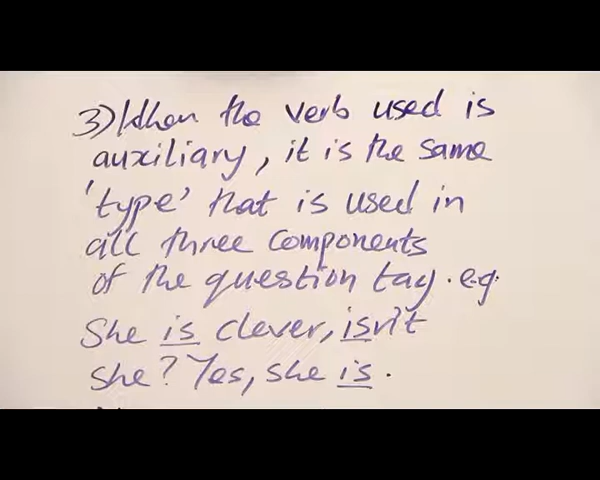 3) When the verb used is
auxiliary, it is the same
'type' that is used in
all three components
of the question tag. e.g.
She is clever, isn't
she? Yes, she is.